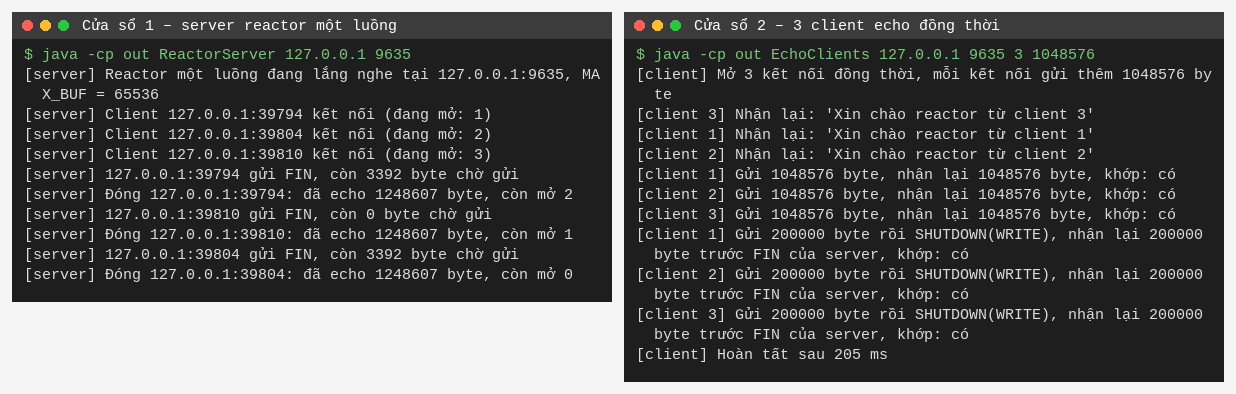 Cửa sổ 1 – server reactor một luồng
$ java -cp out ReactorServer 127.0.0.1 9635
[server] Reactor một luồng đang lắng nghe tại 127.0.0.1:9635, MA
X_BUF = 65536
[server] Client 127.0.0.1:39794 kết nối (đang mở: 1)
[server] Client 127.0.0.1:39804 kết nối (đang mở: 2)
[server] Client 127.0.0.1:39810 kết nối (đang mở: 3)
[server] 127.0.0.1:39794 gửi FIN, còn 3392 byte chờ gửi
[server] Đóng 127.0.0.1:39794: đã echo 1248607 byte, còn mở 2
[server] 127.0.0.1:39810 gửi FIN, còn 0 byte chờ gửi
[server] Đóng 127.0.0.1:39810: đã echo 1248607 byte, còn mở 1
[server] 127.0.0.1:39804 gửi FIN, còn 3392 byte chờ gửi
[server] Đóng 127.0.0.1:39804: đã echo 1248607 byte, còn mở 0
Cửa sổ 2 – 3 client echo đồng thời
$ java -cp out EchoClients 127.0.0.1 9635 3 1048576
[client] Mở 3 kết nối đồng thời, mỗi kết nối gửi thêm 1048576 by
te
[client 3] Nhận lại: 'Xin chào reactor từ client 3'
[client 1] Nhận lại: 'Xin chào reactor từ client 1'
[client 2] Nhận lại: 'Xin chào reactor từ client 2'
[client 1] Gửi 1048576 byte, nhận lại 1048576 byte, khớp: có
[client 2] Gửi 1048576 byte, nhận lại 1048576 byte, khớp: có
[client 3] Gửi 1048576 byte, nhận lại 1048576 byte, khớp: có
[client 1] Gửi 200000 byte rồi SHUTDOWN(WRITE), nhận lại 200000
byte trước FIN của server, khớp: có
[client 2] Gửi 200000 byte rồi SHUTDOWN(WRITE), nhận lại 200000
byte trước FIN của server, khớp: có
[client 3] Gửi 200000 byte rồi SHUTDOWN(WRITE), nhận lại 200000
byte trước FIN của server, khớp: có
[client] Hoàn tất sau 205 ms